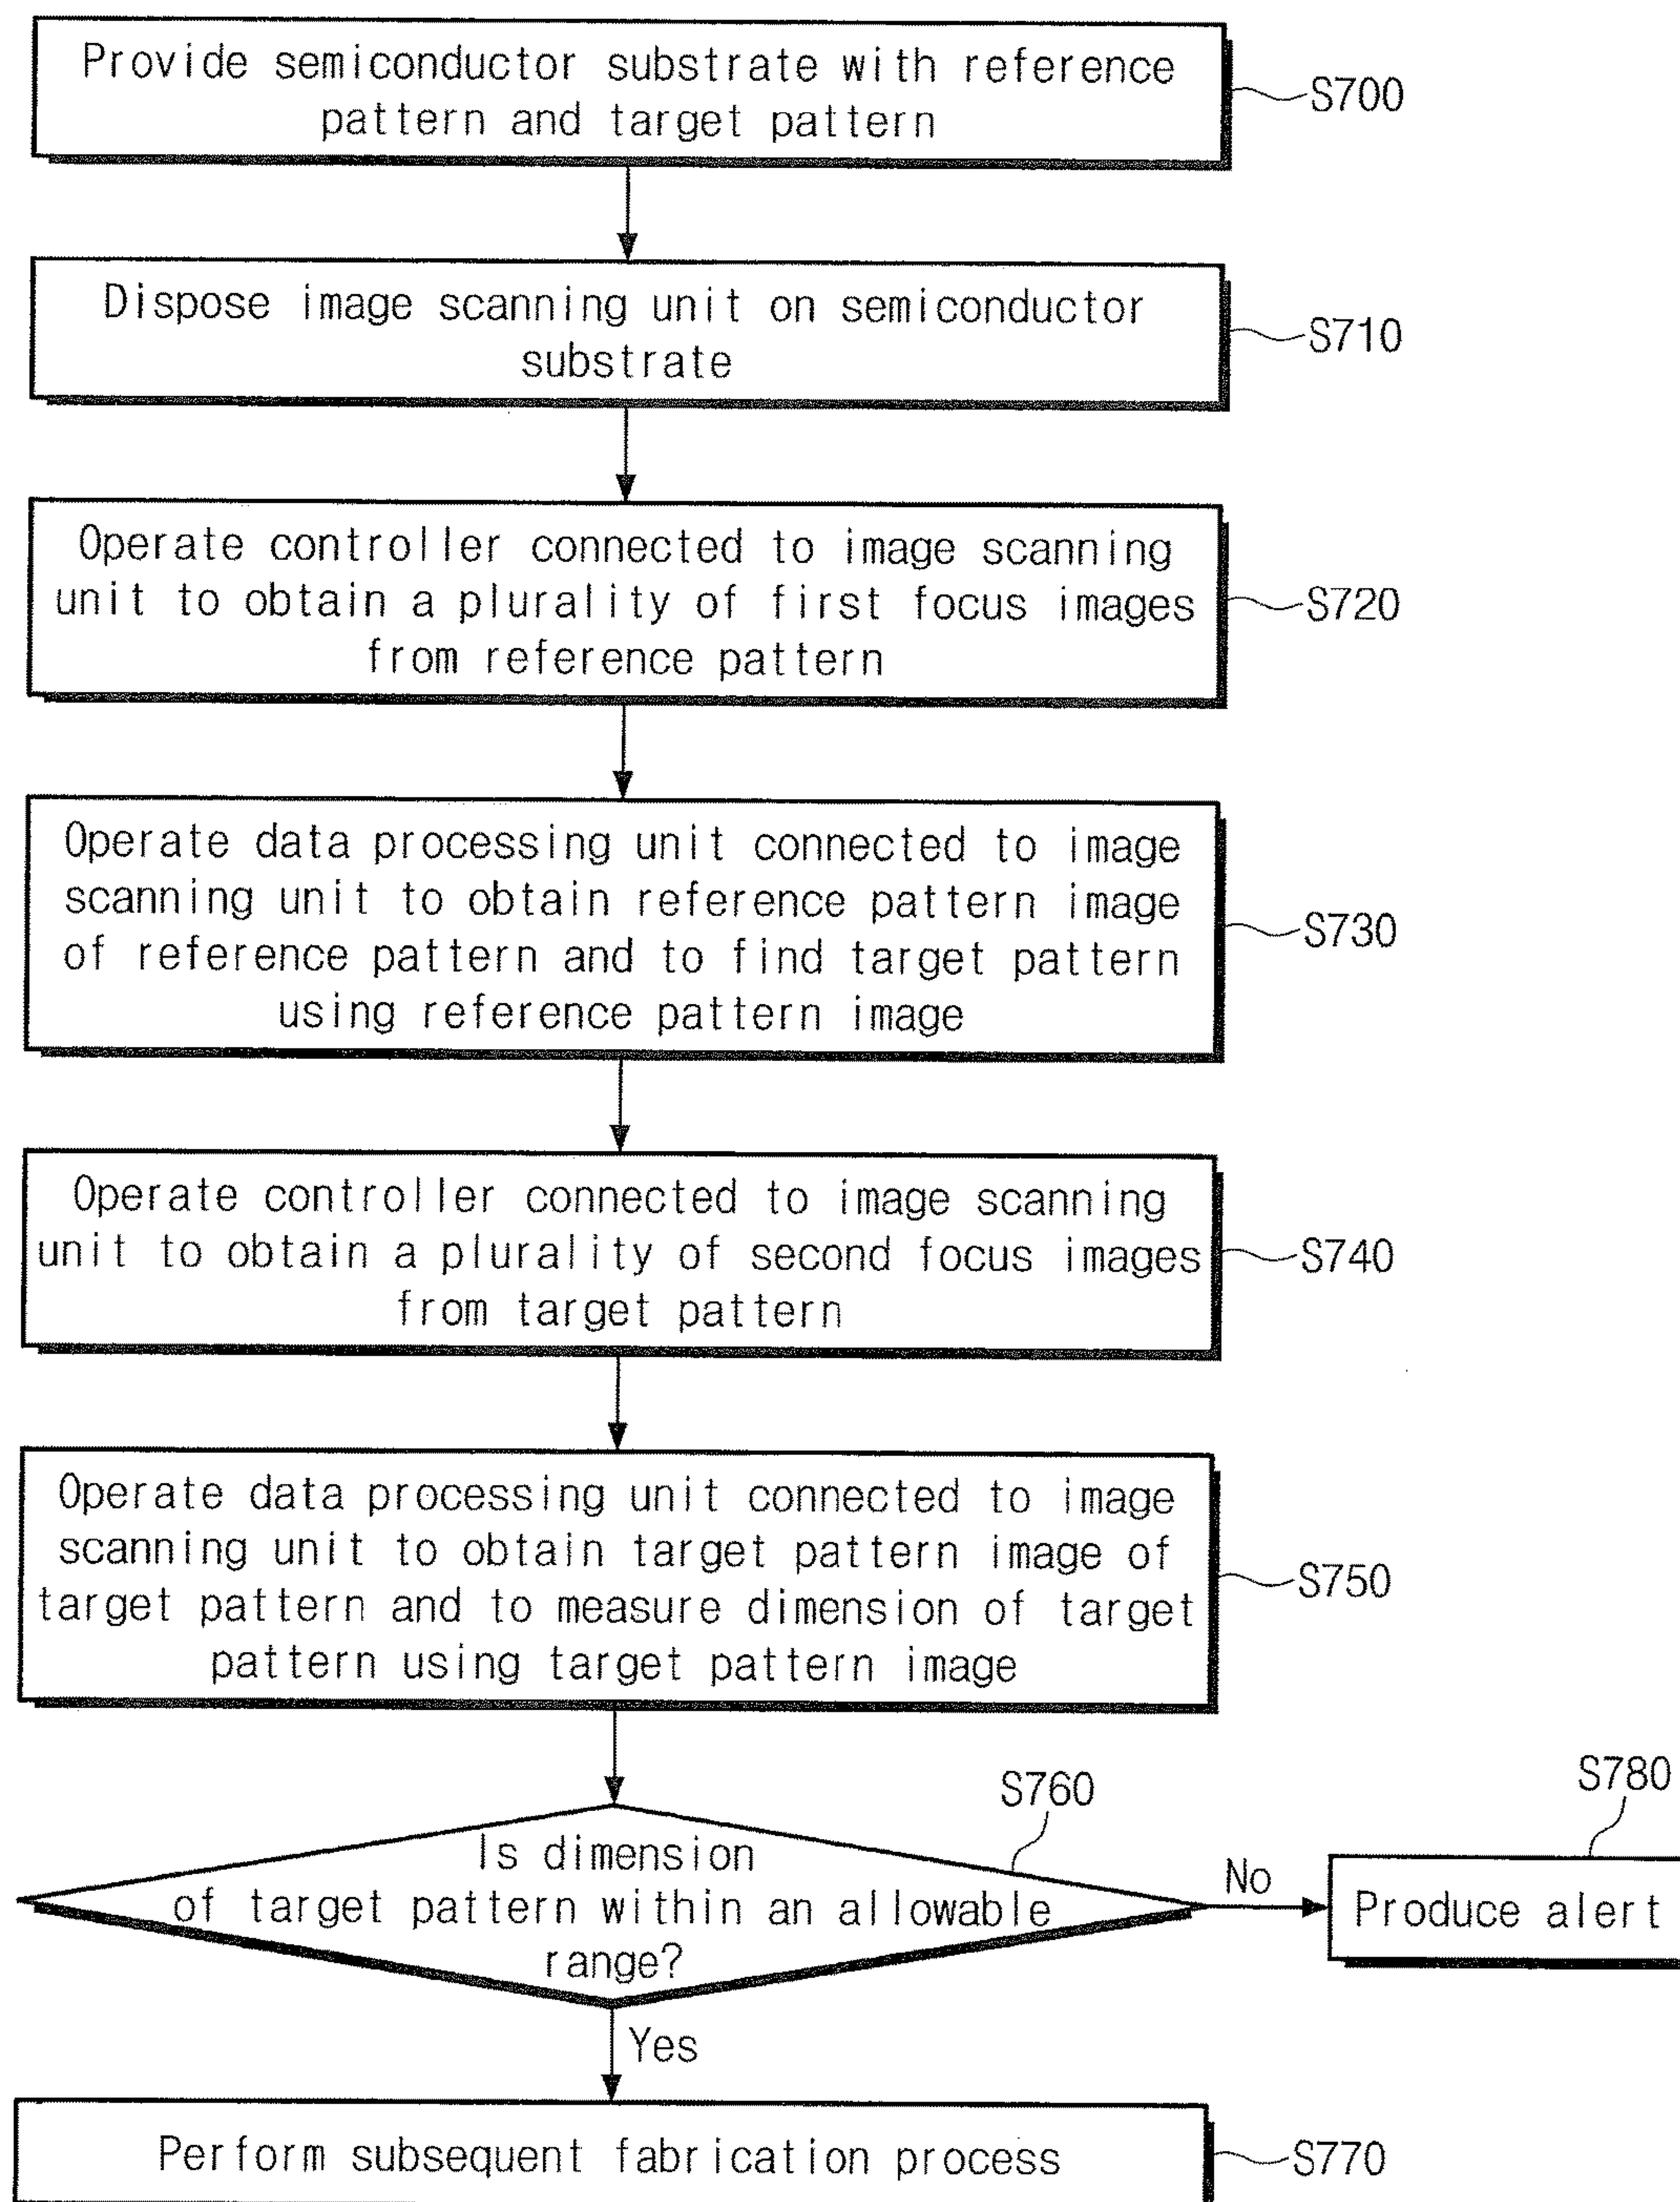 Provide semiconductor substrate with reference
pattern and target pattern
S700
Dispose image scanning unit on semiconductor
substrate
S710
Operate controller connected to image scanning
unit to obtain a plurality of first focus images
from reference pattern
S720
Operate data processing unit connected to image
scanning unit to obtain reference pattern image
of reference pattern and to find target pattern
using reference pattern image
S730
Operate controller connected to image scanning
unit to obtain a plurality of second focus images
from target pattern
S740
Operate data processing unit connected to image
scanning unit to obtain target pattern image of
target pattern and to measure dimension of target
pattern using target pattern image
S750
S760
Is dimension
of target pattern within an allowable
range?
No
S780
Produce alert
Yes
Perform subsequent fabrication process
S770